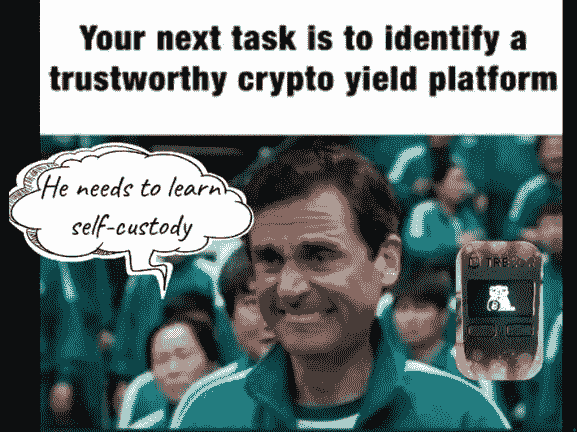 Your next task is to identify a
trustworthy crypto yield platform
He needs to learn
self-custody